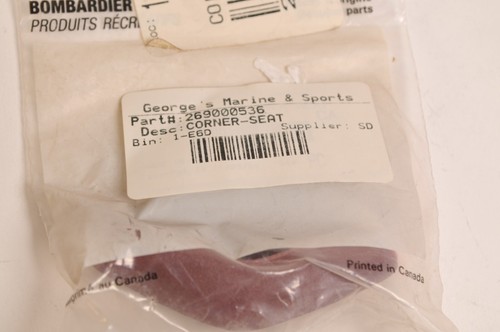 BOMBARDIER
PRODUITS RÉCR
parts
George's Marine & Sports
Part#:269000536
Desc:CORNER-SEAT
Bin: 1-E6D Supplier: SD
au Canada
Printed in Canada